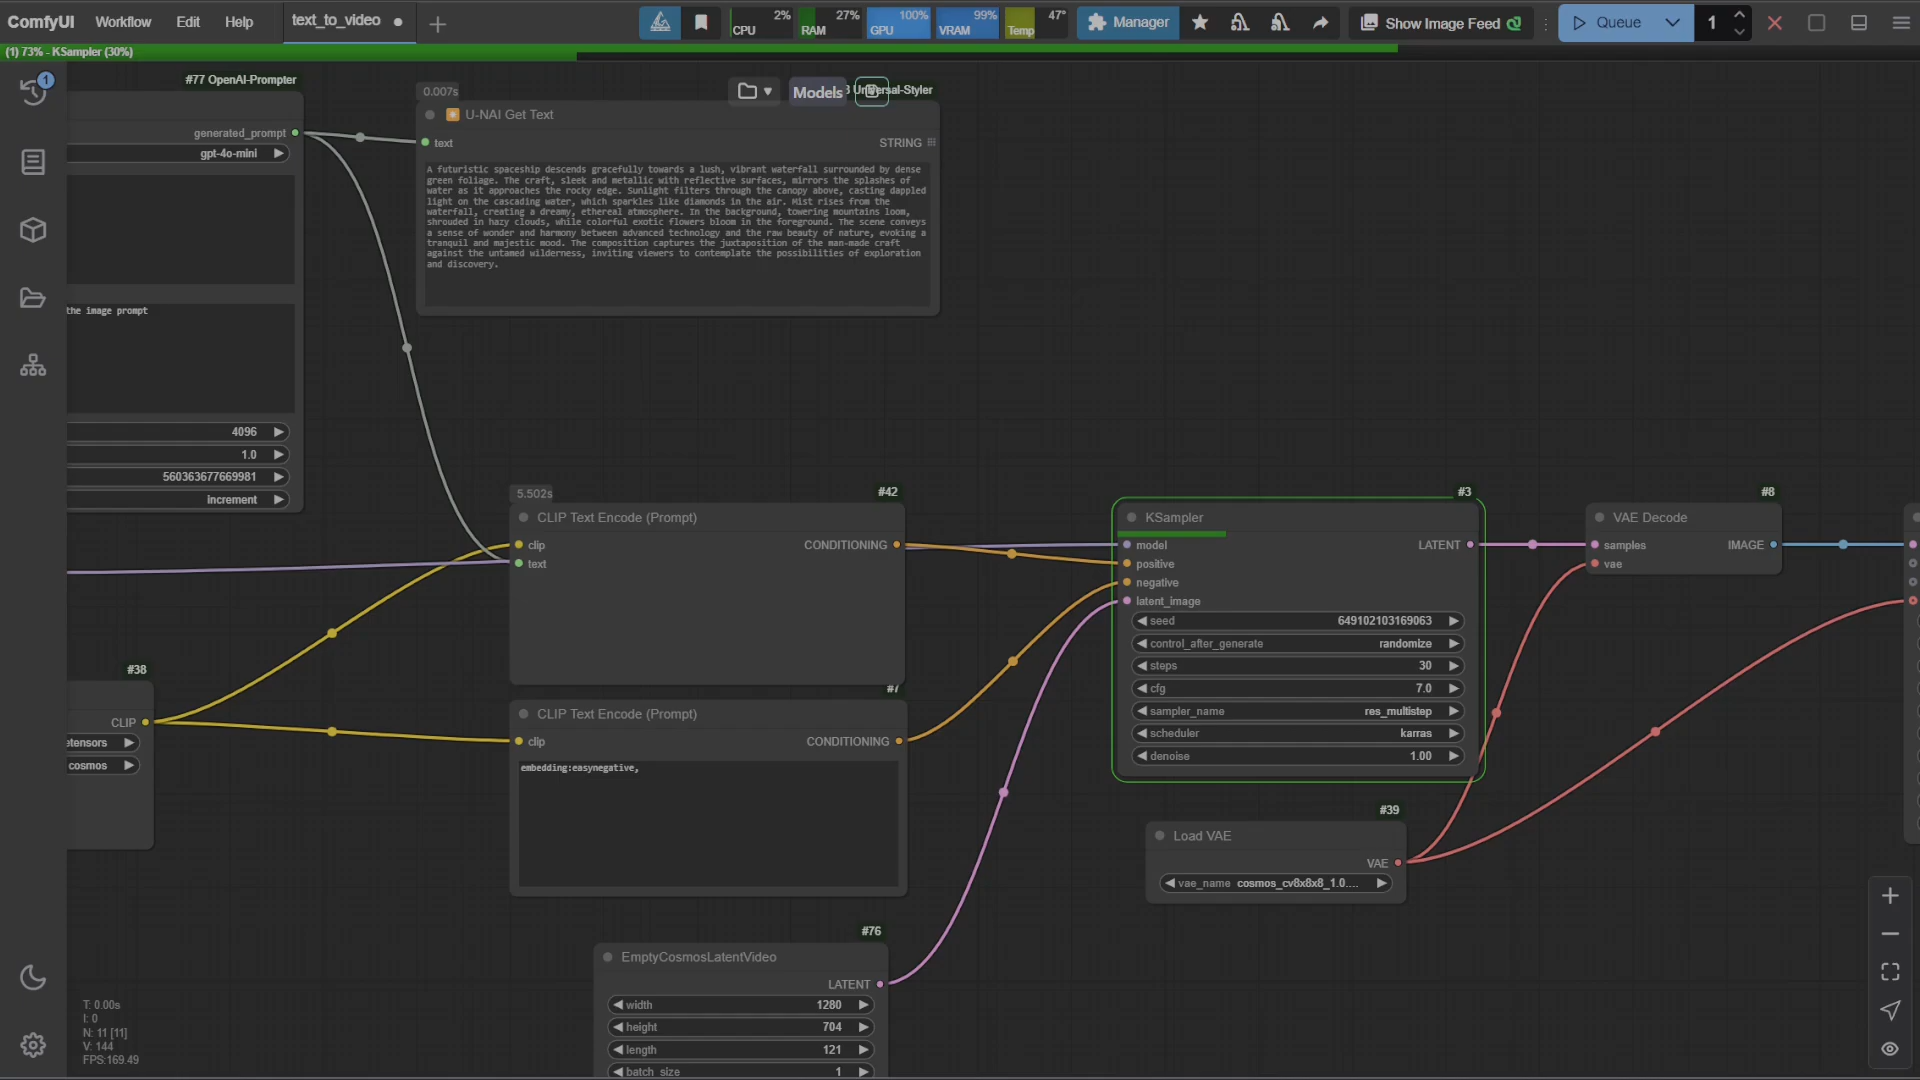 ComfyUI Workflow Edit Help text_to_video
CPU 2% RAM 27% GPU 100% VRAM 99% Temp 47°
Manager Show Image Feed Queue 1
(1) 73% - KSampler (30%)
1
#77 OpenAI-Prompter
generated_prompt
gpt-4o-mini
the image prompt
4096
1.0
560363677669981
increment
0.007s
Models
U-NAI Get Text
text STRING
A futuristic spaceship descends gracefully towards a lush, vibrant waterfall surrounded by dense
green foliage. The craft, sleek and metallic with reflective surfaces, mirrors the splashes of
water as it approaches the rocky edge. Sunlight filters through the canopy above, casting dappled
light on the cascading water, which sparkles like diamonds in the air. Mist rises from the
waterfall, creating a dreamy, ethereal atmosphere. In the background, towering mountains loom,
shrouded in hazy clouds, while colorful exotic flowers bloom in the foreground. The scene conveys
a sense of wonder and harmony between advanced technology and the raw beauty of nature, evoking a
tranquil and majestic mood. The composition captures the juxtaposition of the man-made craft
against the untamed wilderness, inviting viewers to contemplate the possibilities of exploration
and discovery.
5.502s
#42
CLIP Text Encode (Prompt)
clip CONDITIONING
text
#38
CLIP
etensors
cosmos
#7
CLIP Text Encode (Prompt)
clip CONDITIONING
embedding:easynegative,
#76
EmptyCosmosLatentVideo
LATENT
width 1280
height 704
length 121
batch_size 1
#3
KSampler
model LATENT
positive
negative
latent_image
seed 649102103169063
control_after_generate randomize
steps 30
cfg 7.0
sampler_name res_multistep
scheduler karras
denoise 1.00
#39
Load VAE
VAE
vae_name cosmos_cv8x8x8_1.0....
#8
VAE Decode
samples IMAGE
vae
T: 0.00s
I: 0
N: 11 [11]
V: 144
FPS:169.49